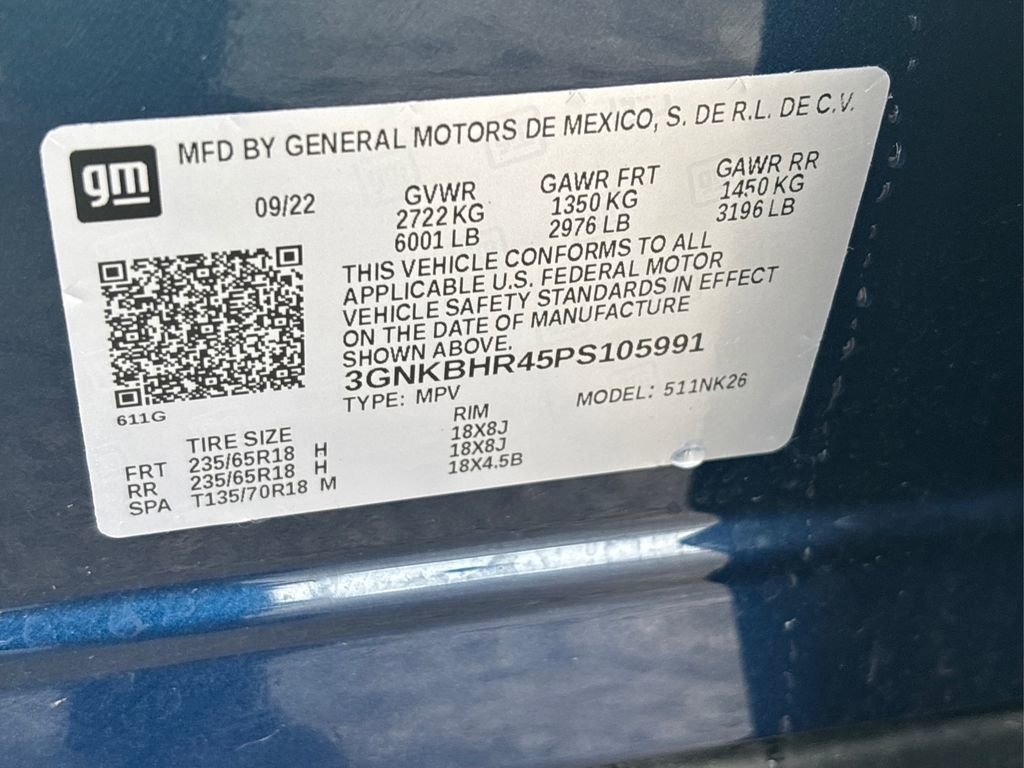 gm
MFD BY GENERAL MOTORS DE MEXICO, S. DE R.L. DE C.V.
09/22
GVWR
2722 KG
6001 LB
GAWR FRT
1350 KG
2976 LB
GAWR RR
1450 KG
3196 LB
THIS VEHICLE CONFORMS TO ALL
APPLICABLE U.S. FEDERAL MOTOR
VEHICLE SAFETY STANDARDS IN EFFECT
ON THE DATE OF MANUFACTURE
SHOWN ABOVE.
3GNKBHR45PS105991
TYPE: MPV MODEL: 511NK26
611G
TIRE SIZE RIM
FRT 235/65R18 H 18X8J
RR 235/65R18 H 18X8J
SPA T135/70R18 M 18X4.5B